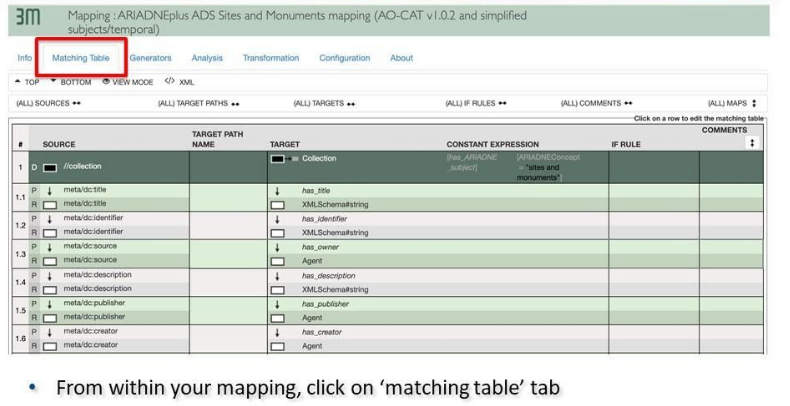 3M Mapping : ARIADNEplus ADS Sites and Monuments mapping (AO-CAT v1.0.2 and simplified
subjects/temporal)
Info Matching Table Generators Analysis Transformation Configuration About
TOP BOTTOM VIEW MODE </> XML
(ALL) SOURCES (ALL) TARGET PATHS (ALL) TARGETS (ALL) IF RULES (ALL) COMMENTS (ALL) MAPS
Click on a row to edit the matching table
# SOURCE TARGET PATH NAME TARGET CONSTANT EXPRESSION IF RULE COMMENTS
1 D //collection Collection [has_ARIADNE_subject] [ARIADNEConcept = "sites and monuments"]
1.1 P meta/dc:title has_title
R meta/dc:title XMLSchema#string
1.2 P meta/dc:identifier has_identifier
R meta/dc:identifier XMLSchema#string
1.3 P meta/dc:source has_owner
R meta/dc:source Agent
1.4 P meta/dc:description has_description
R meta/dc:description XMLSchema#string
1.5 P meta/dc:publisher has_publisher
R meta/dc:publisher Agent
1.6 P meta/dc:creator has_creator
R meta/dc:creator Agent
• From within your mapping, click on ‘matching table’ tab